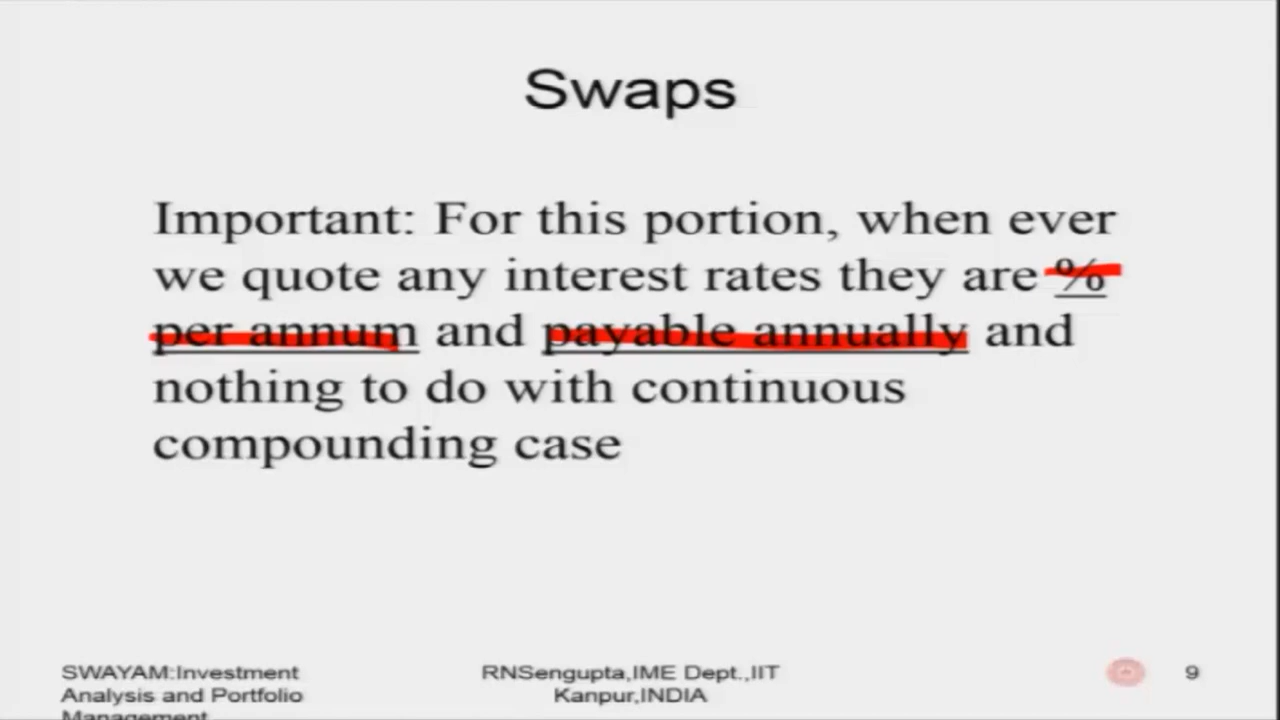 Swaps
Important: For this portion, when ever
we quote any interest rates they are %
per annum and payable annually and
nothing to do with continuous
compounding case
SWAYAM:Investment
Analysis and Portfolio
Management
RNSengupta,IME Dept.,IIT
Kanpur,INDIA
9